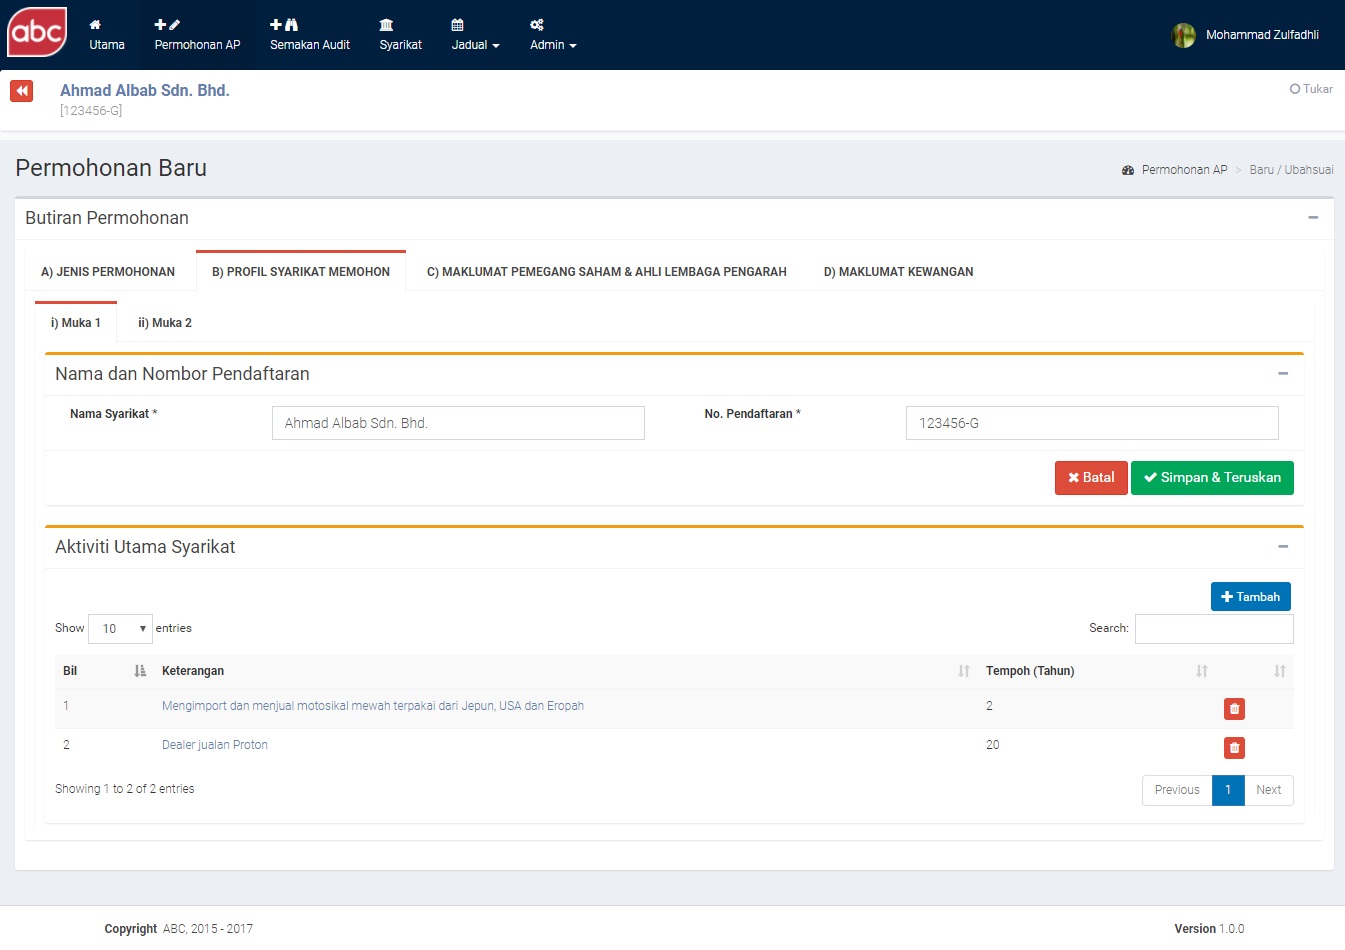 abc
Utama
Permohonan AP
Semakan Audit
Syarikat
Jadual
Admin
Mohammad Zulfadhli
Ahmad Albab Sdn. Bhd.
Tukar
[123456-G]
Permohonan Baru
Permohonan AP > Baru / Ubahsuai
Butiran Permohonan
A) JENIS PERMOHONAN
B) PROFIL SYARIKAT MEMOHON
C) MAKLUMAT PEMEGANG SAHAM & AHLI LEMBAGA PENGARAH
D) MAKLUMAT KEWANGAN
i) Muka 1
ii) Muka 2
Nama dan Nombor Pendaftaran
Nama Syarikat *
Ahmad Albab Sdn. Bhd.
No. Pendaftaran *
123456-G
Batal
Simpan & Teruskan
Aktiviti Utama Syarikat
Tambah
Show 10 entries
Search:
Bil Keterangan Tempoh (Tahun)
1 Mengimport dan menjual motosikal mewah terpakai dari Jepun, USA dan Eropah 2
2 Dealer jualan Proton 20
Showing 1 to 2 of 2 entries
Previous 1 Next
Copyright ABC, 2015 - 2017
Version 1.0.0